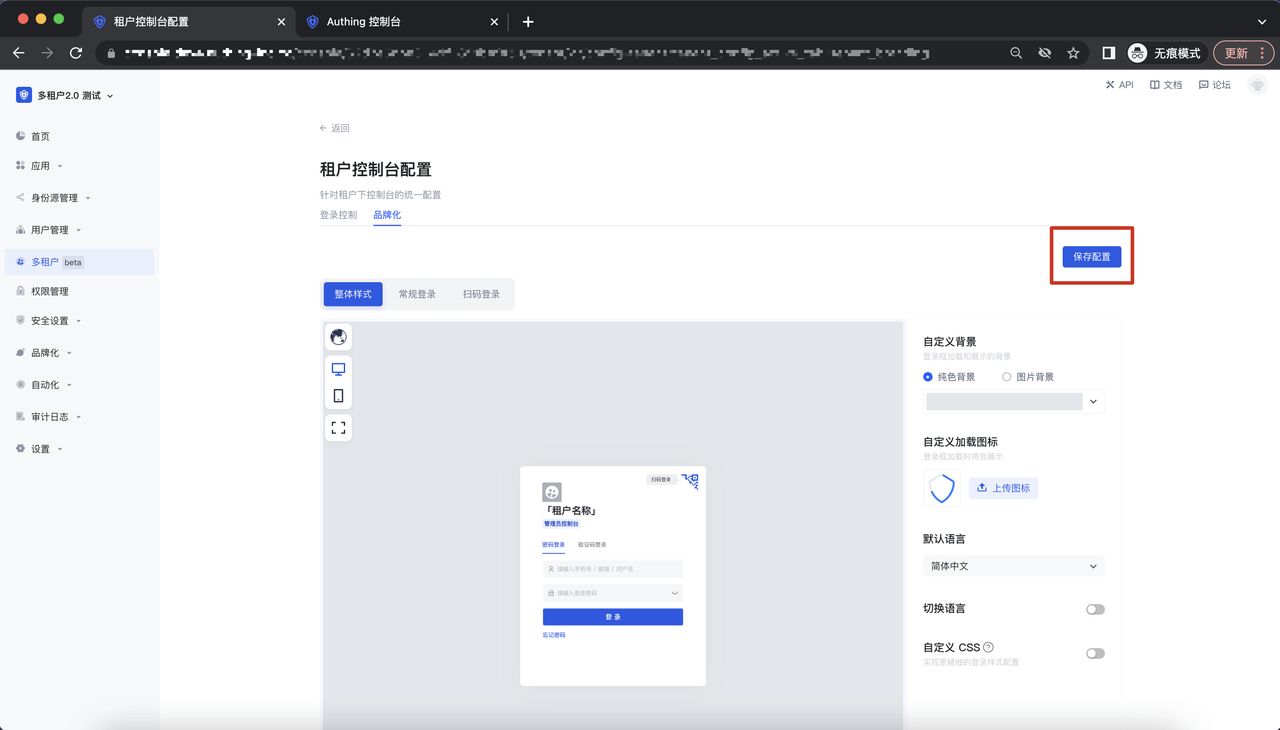 租户控制台配置
Authing 控制台
无痕模式
更新
多租户2.0 测试
API
文档
论坛
首页
应用
身份源管理
用户管理
多租户 beta
权限管理
安全设置
品牌化
自动化
审计日志
设置
返回
租户控制台配置
针对租户下控制台的统一配置
登录控制
品牌化
保存配置
整体样式
常规登录
扫码登录
扫码登录
「租户名称」
管理员控制台
密码登录
验证码登录
请输入手机号 / 邮箱 / 用户名
请输入登录密码
登录
忘记密码
自定义背景
登录框加载和展示的背景
纯色背景
图片背景
自定义加载图标
登录框加载时将会展示
上传图标
默认语言
简体中文
切换语言
自定义 CSS
实现更精细的登录样式配置